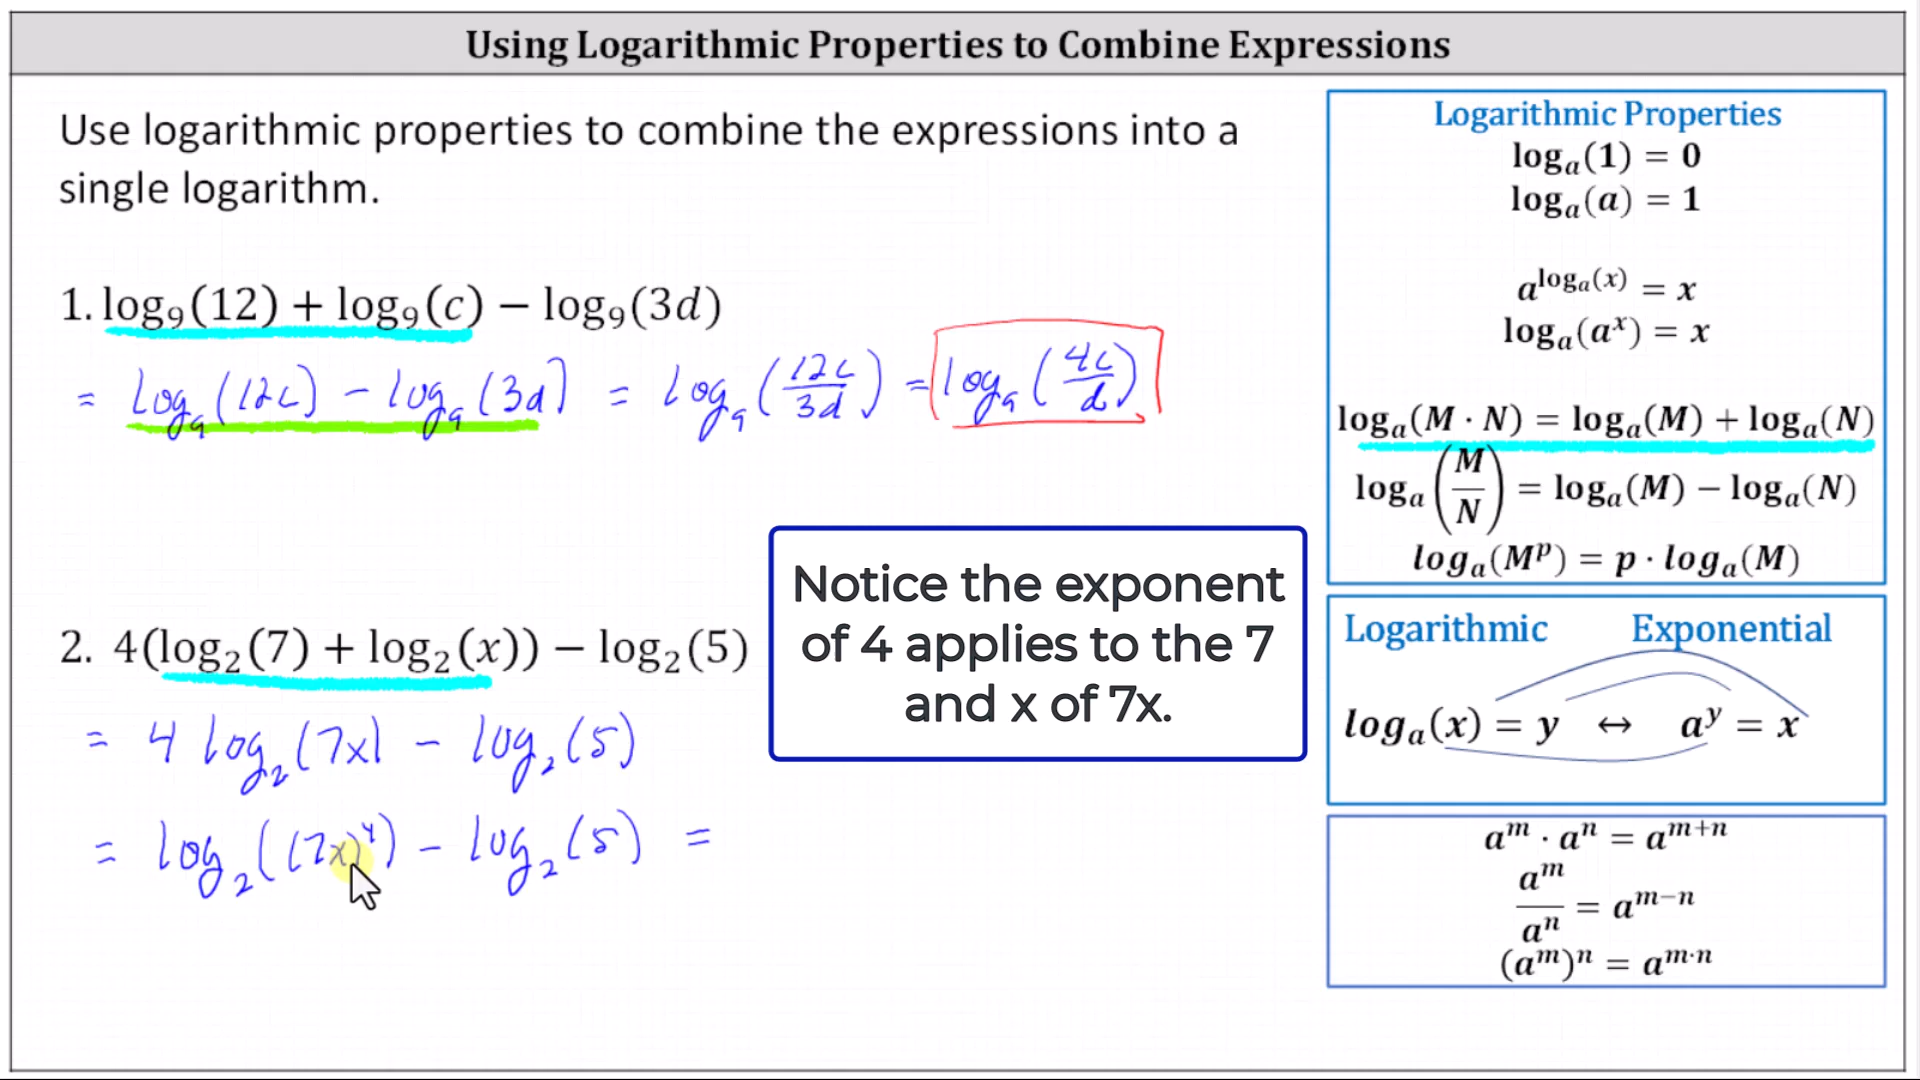 Using Logarithmic Properties to Combine Expressions
Use logarithmic properties to combine the expressions into a
single logarithm.
1. log₉(12) + log₉(c) − log₉(3d)
= log₉(12c) − log₉(3d) = log₉(12c/3d) = log₉(4c/d)
2. 4(log₂(7) + log₂(x)) − log₂(5)
= 4 log₂(7x) − log₂(5)
= log₂((7x)⁴) − log₂(5) =
Notice the exponent
of 4 applies to the 7
and x of 7x.
Logarithmic Properties
logₐ(1) = 0
logₐ(a) = 1
a^(logₐ(x)) = x
logₐ(aˣ) = x
logₐ(M · N) = logₐ(M) + logₐ(N)
logₐ(M/N) = logₐ(M) − logₐ(N)
logₐ(Mᵖ) = p · logₐ(M)
Logarithmic Exponential
logₐ(x) = y ↔ aʸ = x
aᵐ · aⁿ = aᵐ⁺ⁿ
aᵐ/aⁿ = aᵐ⁻ⁿ
(aᵐ)ⁿ = aᵐ·ⁿ